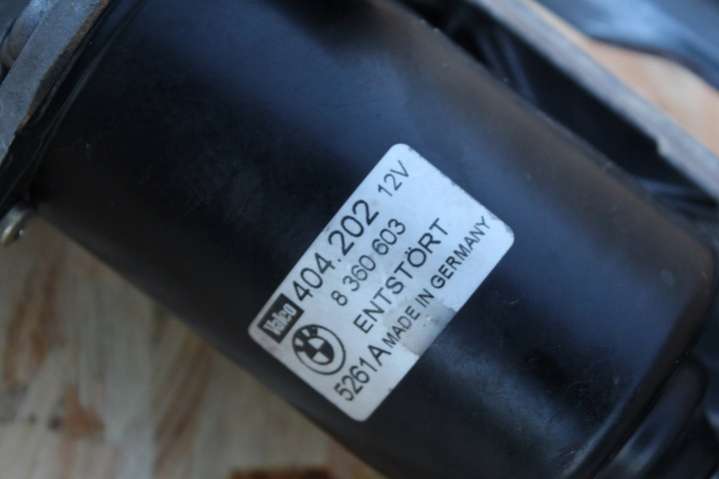 Valeo 404.202 12V
8 360 603
ENTSTÖRT
5261A MADE IN GERMANY